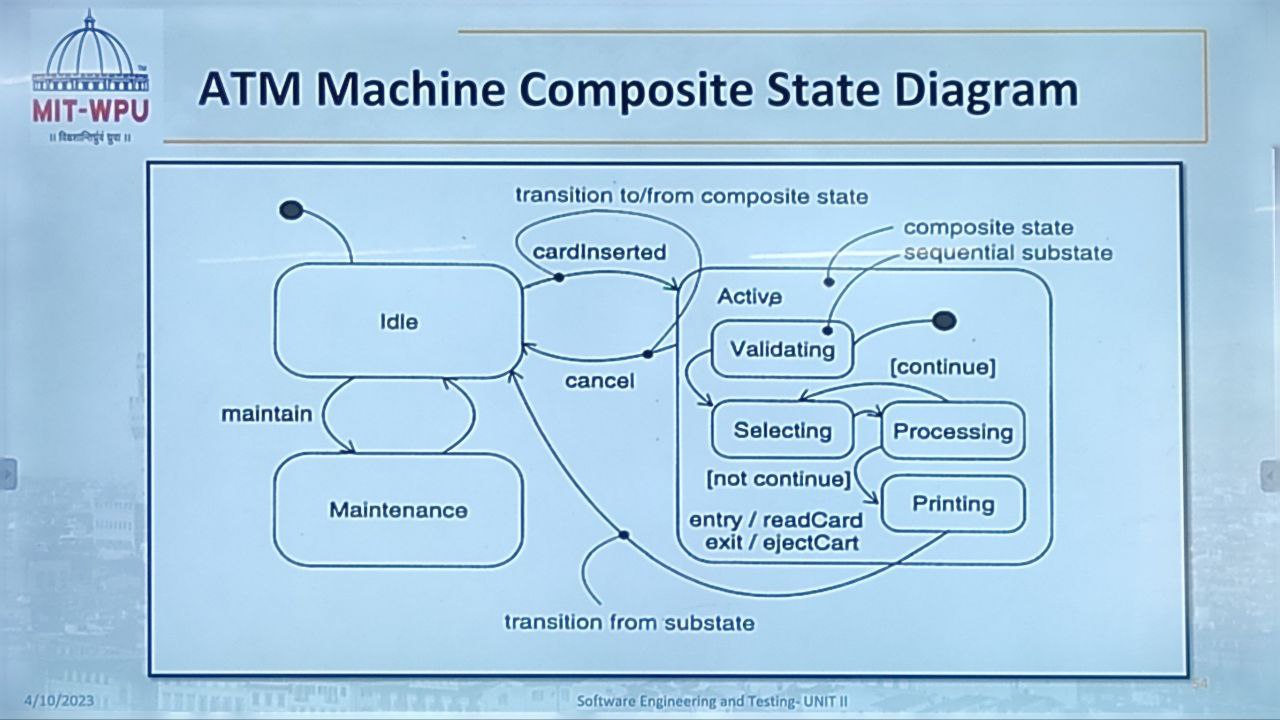 ATM Machine Composite State Diagram
MIT-WPU
transition to/from composite state
composite state
cardInserted
sequential substate
Active
Idle
Validating
[continue]
cancel
maintain
Selecting
Processing
[not continue]
Printing
Maintenance
entry / readCard
exit / ejectCart
transition from substate
4/10/2023
Software Engineering and Testing- UNIT II
54